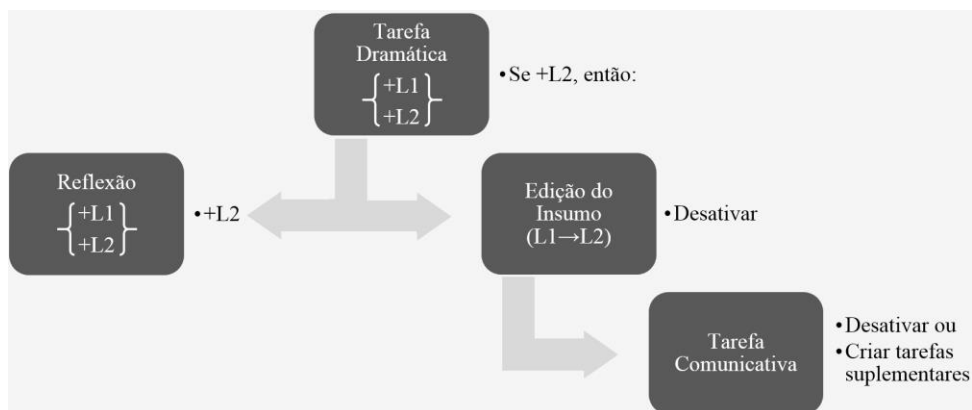 Tarefa
Dramática
+L1
+L2
• Se +L2, então:
Reflexão
+L1
+L2
• +L2
Edição do
Insumo
(L1→L2)
• Desativar
Tarefa
Comunicativa
• Desativar ou
• Criar tarefas
suplementares